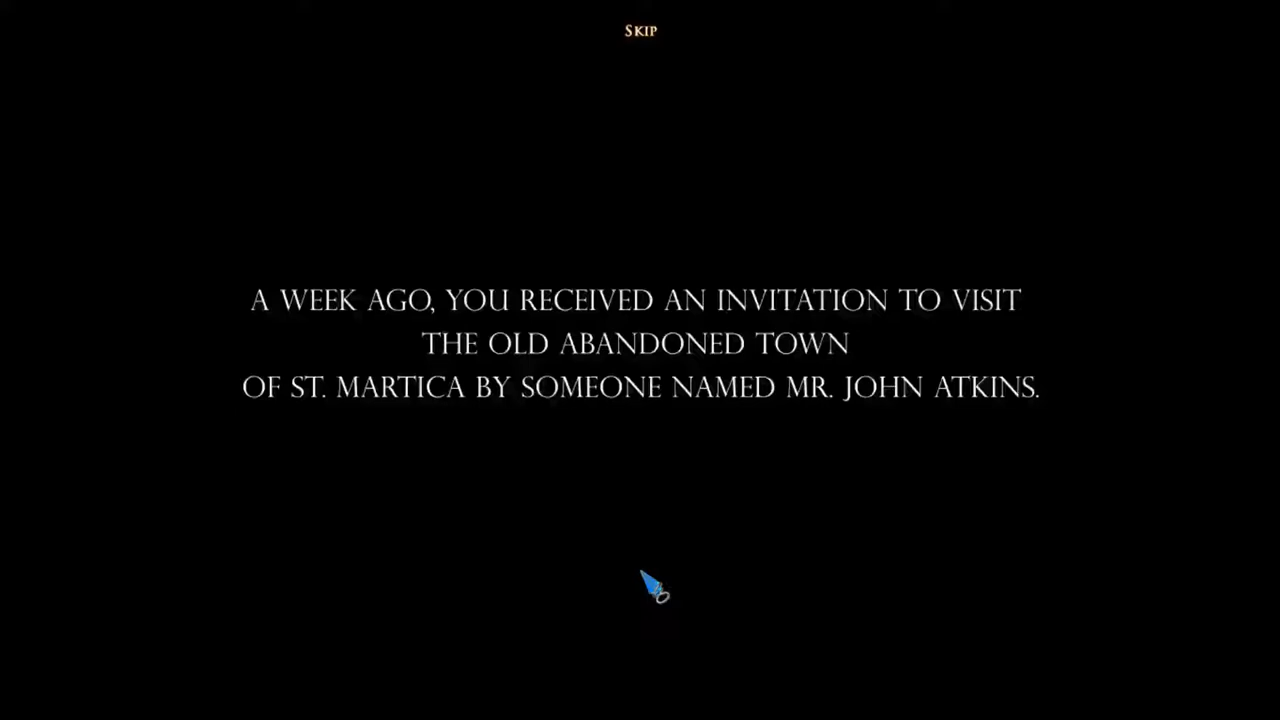 Skip
A WEEK AGO, YOU RECEIVED AN INVITATION TO VISIT
THE OLD ABANDONED TOWN
OF ST. MARTICA BY SOMEONE NAMED MR. JOHN ATKINS.